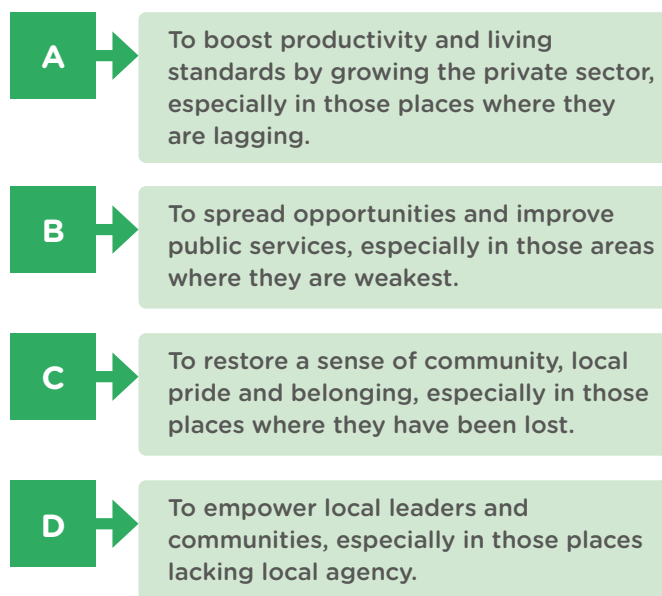 A
To boost productivity and living
standards by growing the private sector,
especially in those places where they
are lagging.
B
To spread opportunities and improve
public services, especially in those areas
where they are weakest.
C
To restore a sense of community, local
pride and belonging, especially in those
places where they have been lost.
D
To empower local leaders and
communities, especially in those places
lacking local agency.